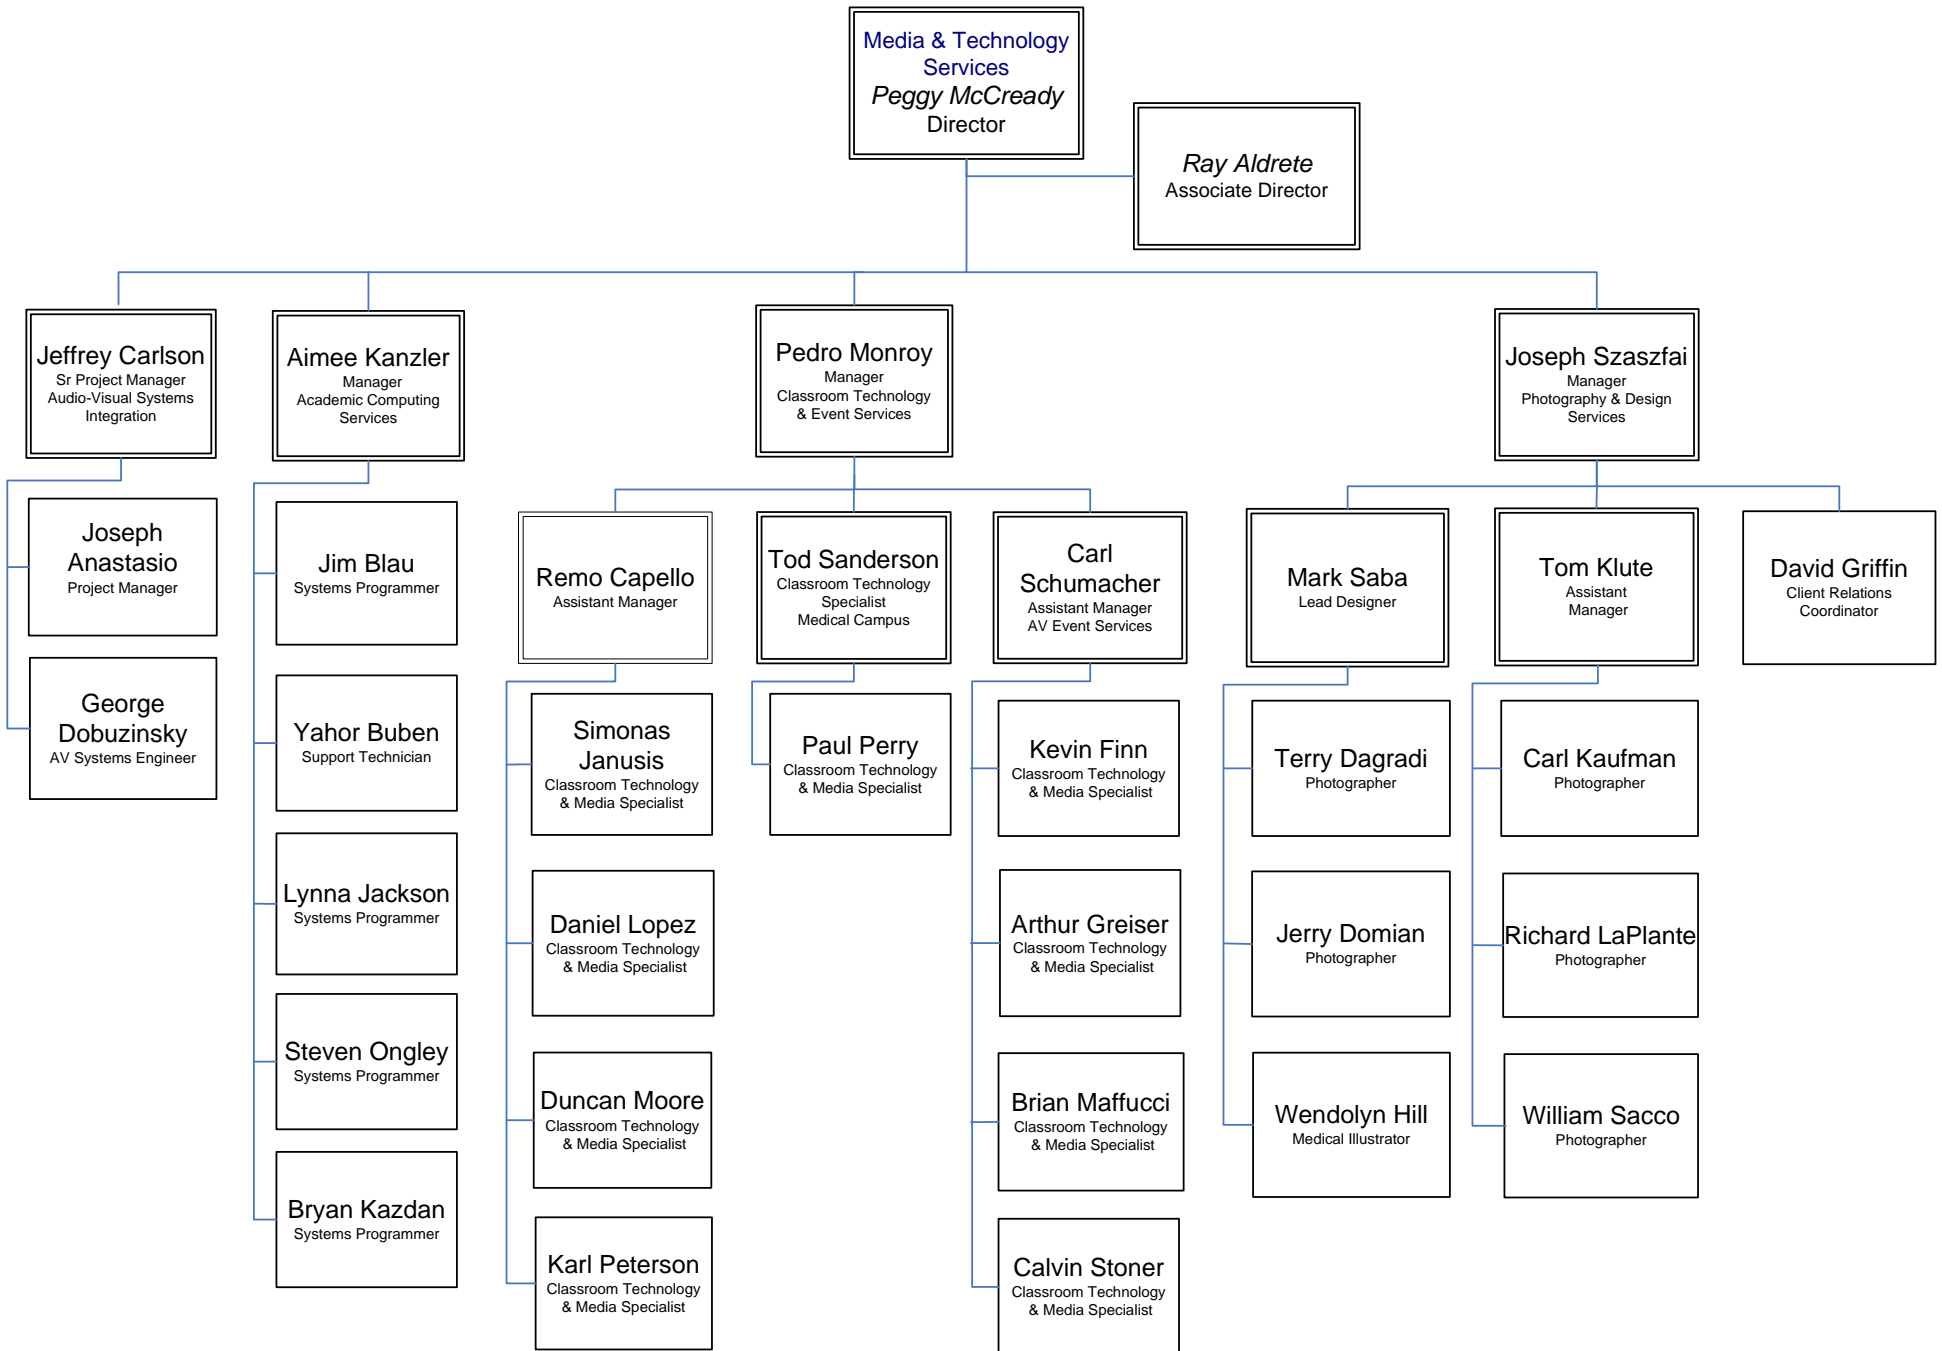 Media & Technology
Services
Peggy McCready
Director
Ray Aldrete
Associate Director
Jeffrey Carlson
Sr Project Manager
Audio-Visual Systems
Integration
Aimee Kanzler
Manager
Academic Computing
Services
Pedro Monroy
Manager
Classroom Technology
& Event Services
Joseph Szaszfai
Manager
Photography & Design
Services
Joseph
Anastasio
Project Manager
George
Dobuzinsky
AV Systems Engineer
Jim Blau
Systems Programmer
Yahor Buben
Support Technician
Lynna Jackson
Systems Programmer
Steven Ongley
Systems Programmer
Bryan Kazdan
Systems Programmer
Remo Capello
Assistant Manager
Simonas
Janusis
Classroom Technology
& Media Specialist
Daniel Lopez
Classroom Technology
& Media Specialist
Duncan Moore
Classroom Technology
& Media Specialist
Karl Peterson
Classroom Technology
& Media Specialist
Tod Sanderson
Classroom Technology
Specialist
Medical Campus
Paul Perry
Classroom Technology
& Media Specialist
Carl
Schumacher
Assistant Manager
AV Event Services
Kevin Finn
Classroom Technology
& Media Specialist
Arthur Greiser
Classroom Technology
& Media Specialist
Brian Maffucci
Classroom Technology
& Media Specialist
Calvin Stoner
Classroom Technology
& Media Specialist
Mark Saba
Lead Designer
Terry Dagradi
Photographer
Jerry Domian
Photographer
Wendolyn Hill
Medical Illustrator
Tom Klute
Assistant
Manager
Carl Kaufman
Photographer
Richard LaPlante
Photographer
William Sacco
Photographer
David Griffin
Client Relations
Coordinator